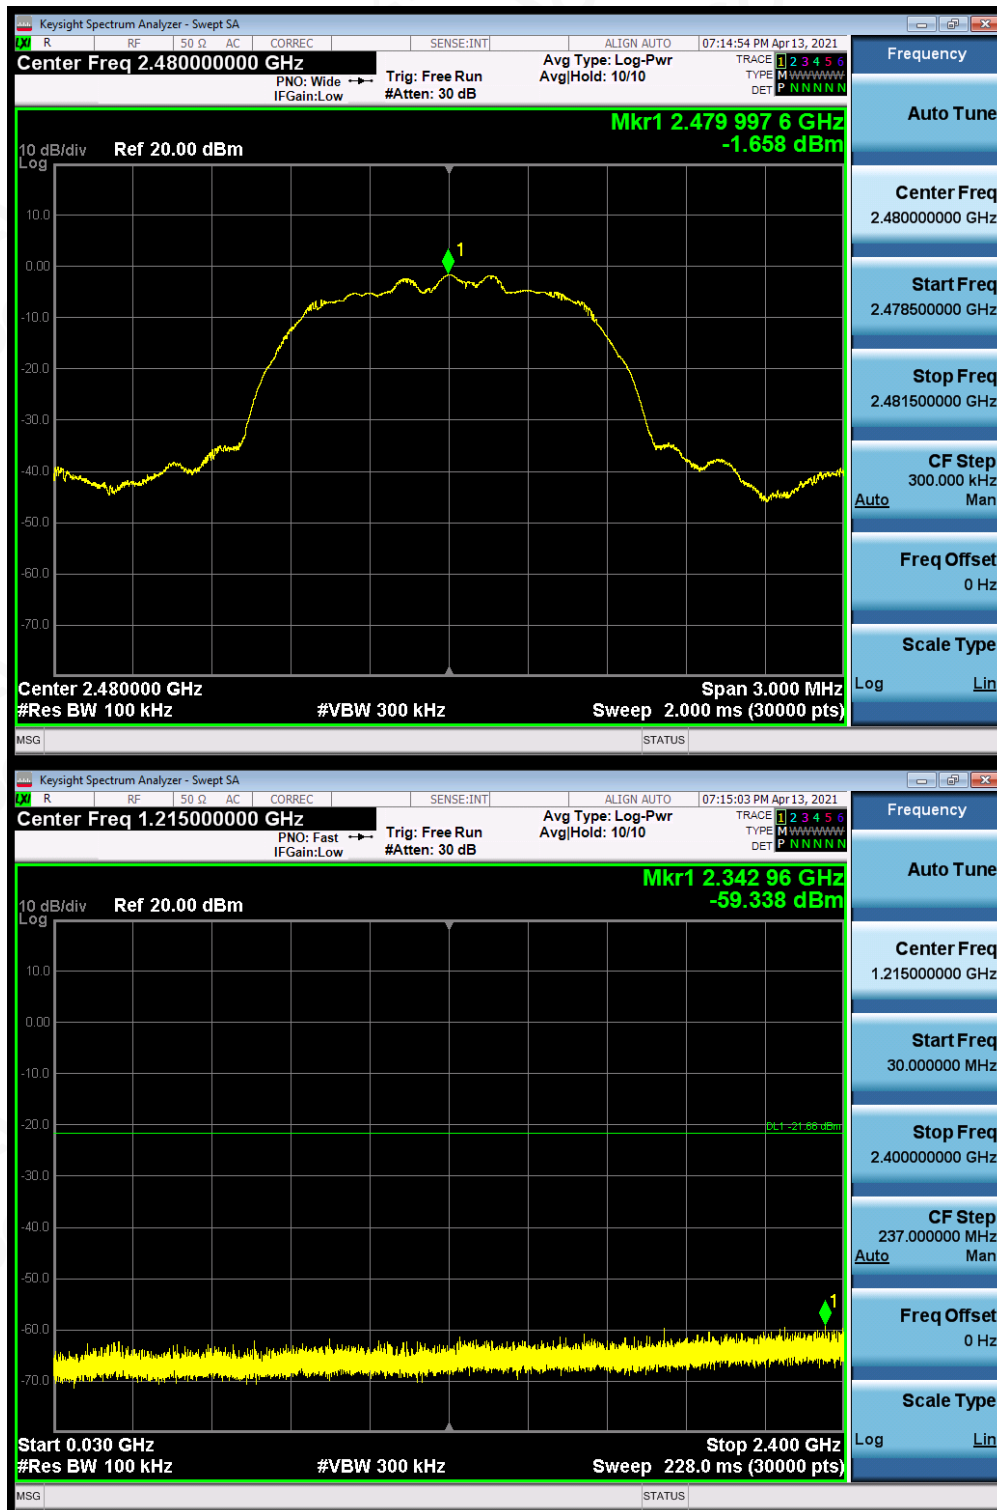 Keysight Spectrum Analyzer - Swept SA
LXI R RF 50 Ω AC CORREC SENSE:INT ALIGN AUTO 07:14:54 PM Apr 13, 2021
Center Freq 2.480000000 GHz
PNO: Wide
IFGain:Low
Trig: Free Run
#Atten: 30 dB
Avg Type: Log-Pwr
Avg|Hold: 10/10
TRACE 1 2 3 4 5 6
TYPE M WWWWW
DET P N N N N N
Mkr1 2.479 997 6 GHz
-1.658 dBm
10 dB/div Ref 20.00 dBm
Log
10.0
1
0.00
-10.0
-20.0
-30.0
-40.0
-50.0
-60.0
-70.0
Center 2.480000 GHz Span 3.000 MHz
#Res BW 100 kHz #VBW 300 kHz Sweep 2.000 ms (30000 pts)
MSG STATUS
Frequency
Auto Tune
Center Freq
2.480000000 GHz
Start Freq
2.478500000 GHz
Stop Freq
2.481500000 GHz
CF Step
300.000 kHz
Auto Man
Freq Offset
0 Hz
Scale Type
Log Lin
Keysight Spectrum Analyzer - Swept SA
LXI R RF 50 Ω AC CORREC SENSE:INT ALIGN AUTO 07:15:03 PM Apr 13, 2021
Center Freq 1.215000000 GHz
PNO: Fast
IFGain:Low
Trig: Free Run
#Atten: 30 dB
Avg Type: Log-Pwr
Avg|Hold: 10/10
TRACE 1 2 3 4 5 6
TYPE M WWWWW
DET P N N N N N
Mkr1 2.342 96 GHz
-59.338 dBm
10 dB/div Ref 20.00 dBm
Log
10.0
0.00
-10.0
-20.0
DL1 -21.66 dBm
-30.0
-40.0
-50.0
1
-60.0
-70.0
Start 0.030 GHz Stop 2.400 GHz
#Res BW 100 kHz #VBW 300 kHz Sweep 228.0 ms (30000 pts)
MSG STATUS
Frequency
Auto Tune
Center Freq
1.215000000 GHz
Start Freq
30.000000 MHz
Stop Freq
2.400000000 GHz
CF Step
237.000000 MHz
Auto Man
Freq Offset
0 Hz
Scale Type
Log Lin